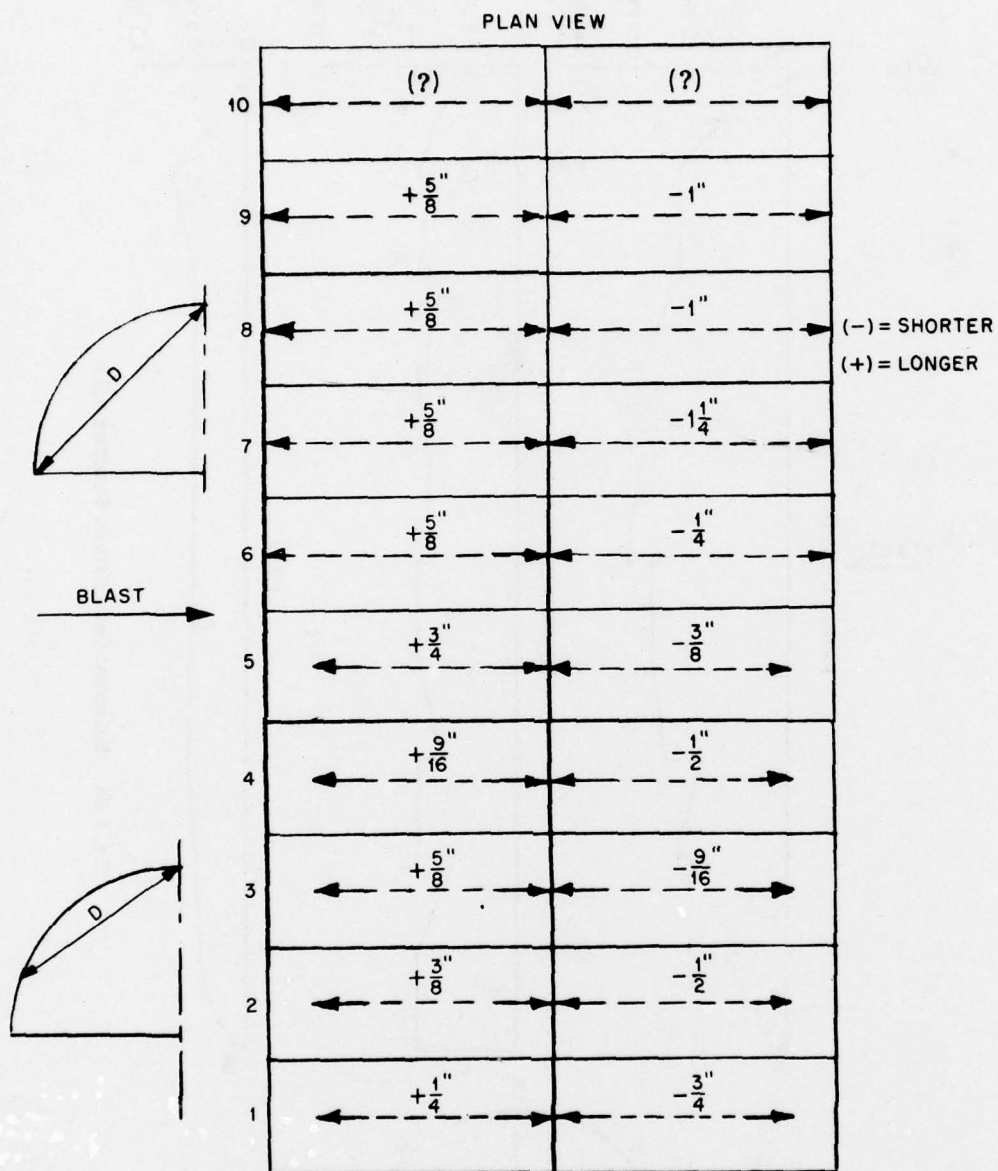 PLAN VIEW
10 (?) (?)
9 +5/8" -1"
8 +5/8" -1"
(-) = SHORTER
(+) = LONGER
D
7 +5/8" -1 1/4"
6 +5/8" -1/4"
BLAST
5 +3/4" -3/8"
4 +9/16" -1/2"
3 +5/8" -9/16"
D
2 +3/8" -1/2"
1 +1/4" -3/4"